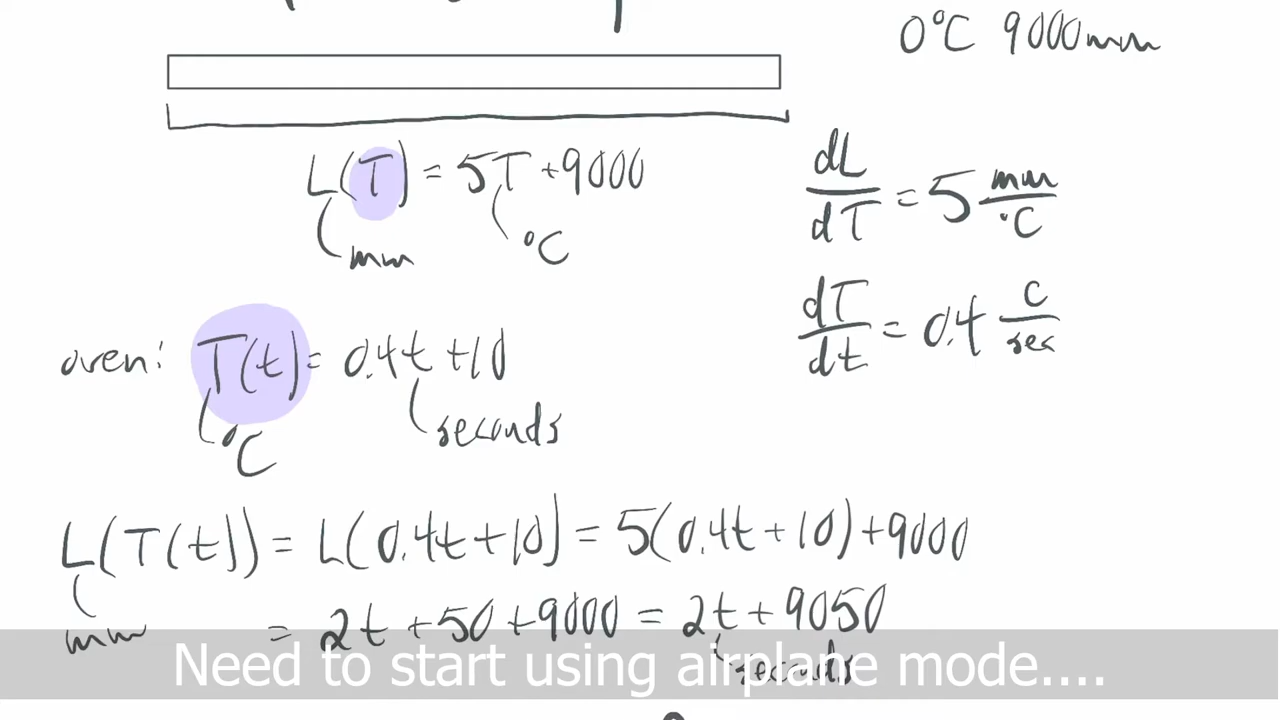 0°C 9000mm
L(T) = 5T + 9000
mm
°C
dL/dT = 5 mm/°C
dT/dt = 0.4 C/sec
oven: T(t) = 0.4t + 10
°C
seconds
L(T(t)) = L(0.4t + 10) = 5(0.4t + 10) + 9000
mm
= 2t + 50 + 9000 = 2t + 9050
seconds
Need to start using airplane mode....